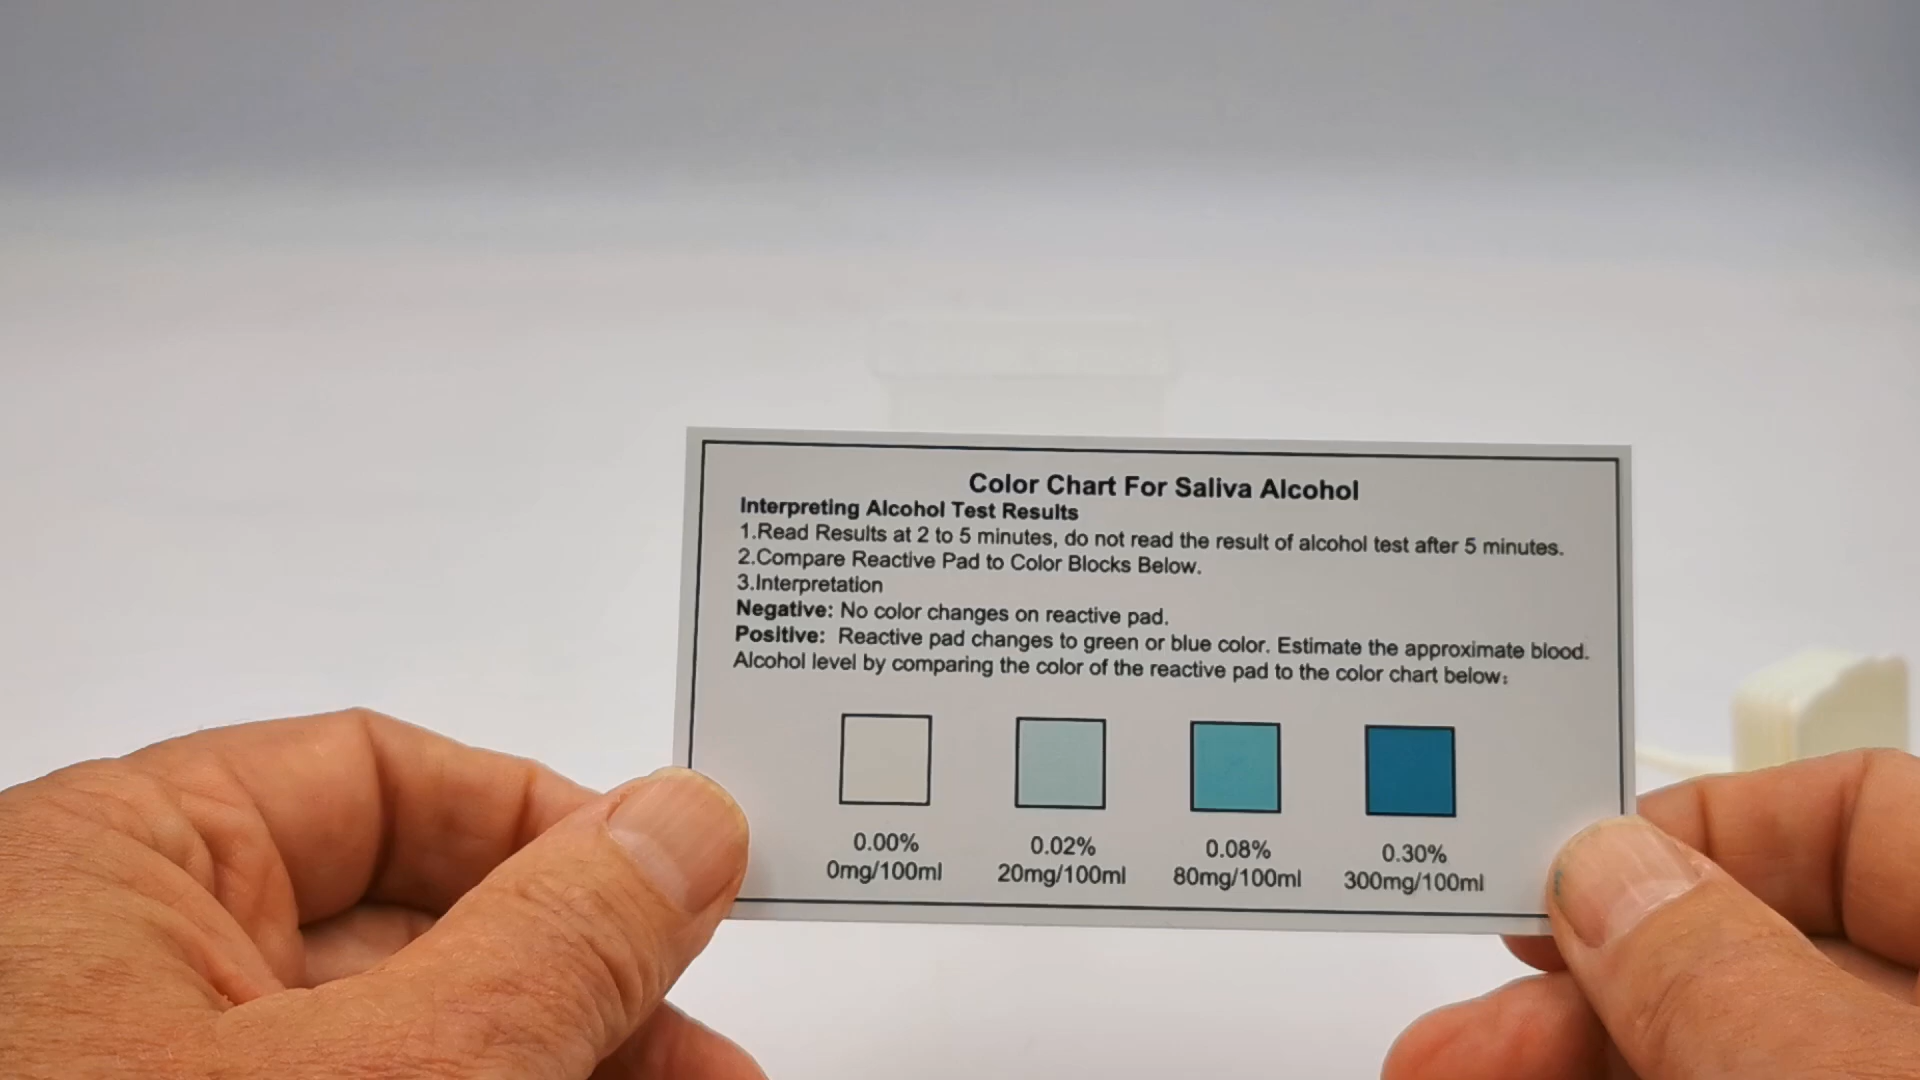 Color Chart For Saliva Alcohol
Interpreting Alcohol Test Results
1.Read Results at 2 to 5 minutes, do not read the result of alcohol test after 5 minutes.
2.Compare Reactive Pad to Color Blocks Below.
3.Interpretation
Negative: No color changes on reactive pad.
Positive: Reactive pad changes to green or blue color. Estimate the approximate blood.
Alcohol level by comparing the color of the reactive pad to the color chart below:
0.00% 0.02% 0.08% 0.30%
0mg/100ml 20mg/100ml 80mg/100ml 300mg/100ml